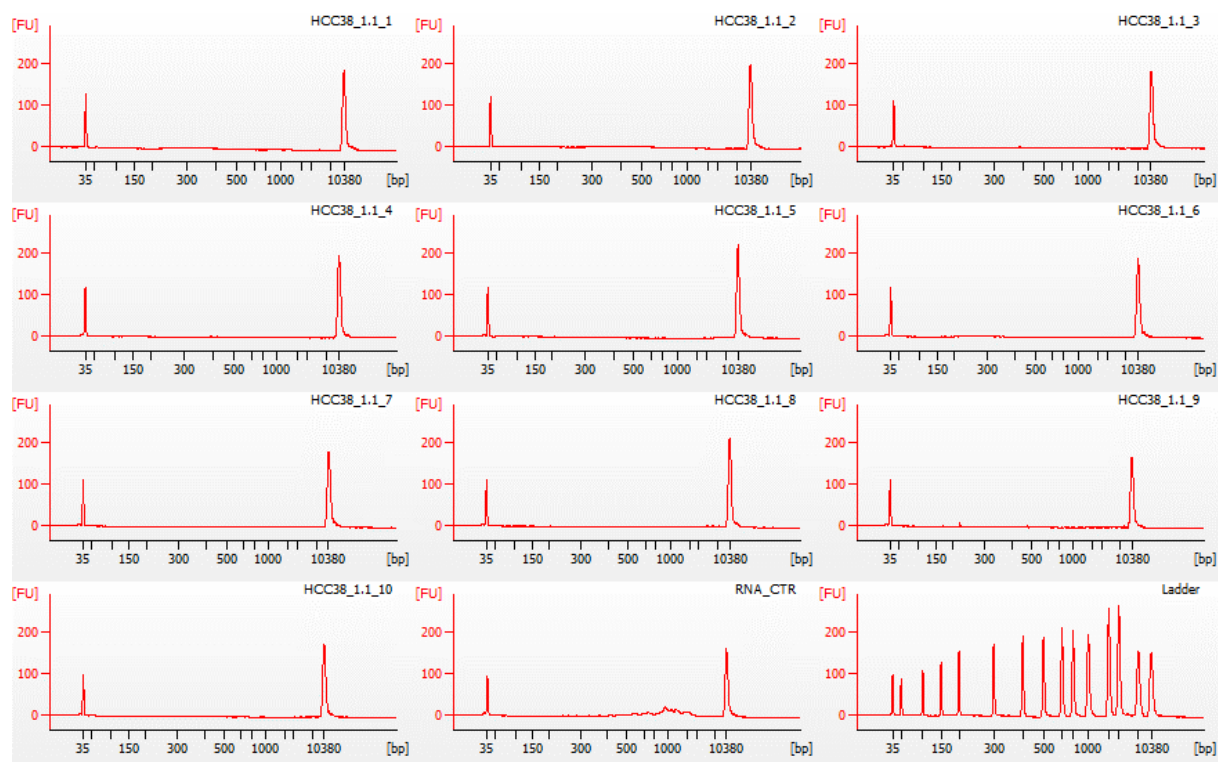 [FU] HCC38_1.1_1
200
100
0
35 150 300 500 1000 10380 [bp]
[FU] HCC38_1.1_2
200
100
0
35 150 300 500 1000 10380 [bp]
[FU] HCC38_1.1_3
200
100
0
35 150 300 500 1000 10380 [bp]
[FU] HCC38_1.1_4
200
100
0
35 150 300 500 1000 10380 [bp]
[FU] HCC38_1.1_5
200
100
0
35 150 300 500 1000 10380 [bp]
[FU] HCC38_1.1_6
200
100
0
35 150 300 500 1000 10380 [bp]
[FU] HCC38_1.1_7
200
100
0
35 150 300 500 1000 10380 [bp]
[FU] HCC38_1.1_8
200
100
0
35 150 300 500 1000 10380 [bp]
[FU] HCC38_1.1_9
200
100
0
35 150 300 500 1000 10380 [bp]
[FU] HCC38_1.1_10
200
100
0
35 150 300 500 1000 10380 [bp]
[FU] RNA_CTR
200
100
0
35 150 300 500 1000 10380 [bp]
[FU] Ladder
200
100
0
35 150 300 500 1000 10380 [bp]